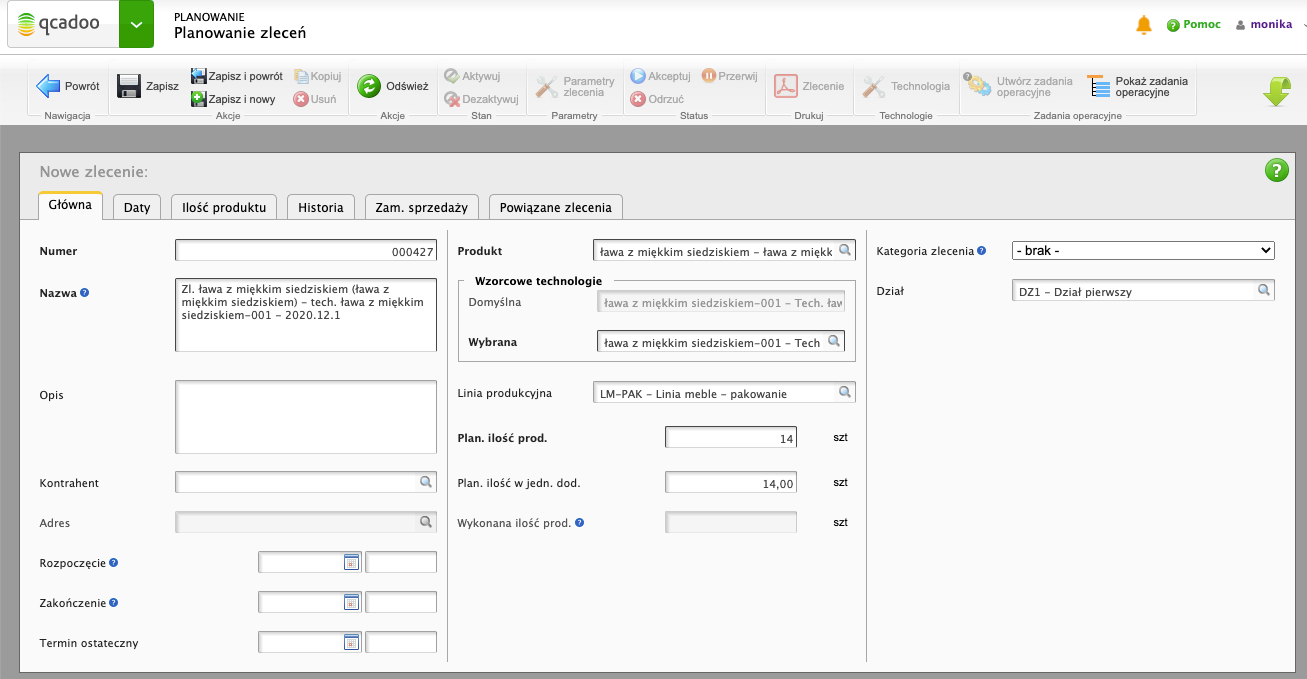 qcadoo
PLANOWANIE
Planowanie zleceń
Pomoc
monika
Powrót
Nawigacja
Zapisz
Zapisz i powrót
Zapisz i nowy
Kopiuj
Usuń
Akcje
Odśwież
Akcje
Aktywuj
Dezaktywuj
Stan
Parametry
zlecenia
Parametry
Akceptuj
Przerwij
Odrzuć
Status
Zlecenie
Drukuj
Technologia
Technologie
Utwórz zadania
operacyjne
Pokaż zadania
operacyjne
Zadania operacyjne
Nowe zlecenie:
Główna
Daty
Ilość produktu
Historia
Zam. sprzedaży
Powiązane zlecenia
Numer
000427
Nazwa
Zl. ława z miękkim siedziskiem (ława z
miękkim siedziskiem) - tech. ława z miękkim
siedziskiem-001 - 2020.12.1
Opis
Kontrahent
Adres
Rozpoczęcie
Zakończenie
Termin ostateczny
Produkt
ława z miękkim siedziskiem - ława z miękk
Wzorcowe technologie
Domyślna
ława z miękkim siedziskiem-001 - Tech. ław
Wybrana
ława z miękkim siedziskiem-001 - Tech
Linia produkcyjna
LM-PAK - Linia meble - pakowanie
Plan. ilość prod.
14
szt
Plan. ilość w jedn. dod.
14,00
szt
Wykonana ilość prod.
szt
Kategoria zlecenia
- brak -
Dział
DZ1 - Dział pierwszy